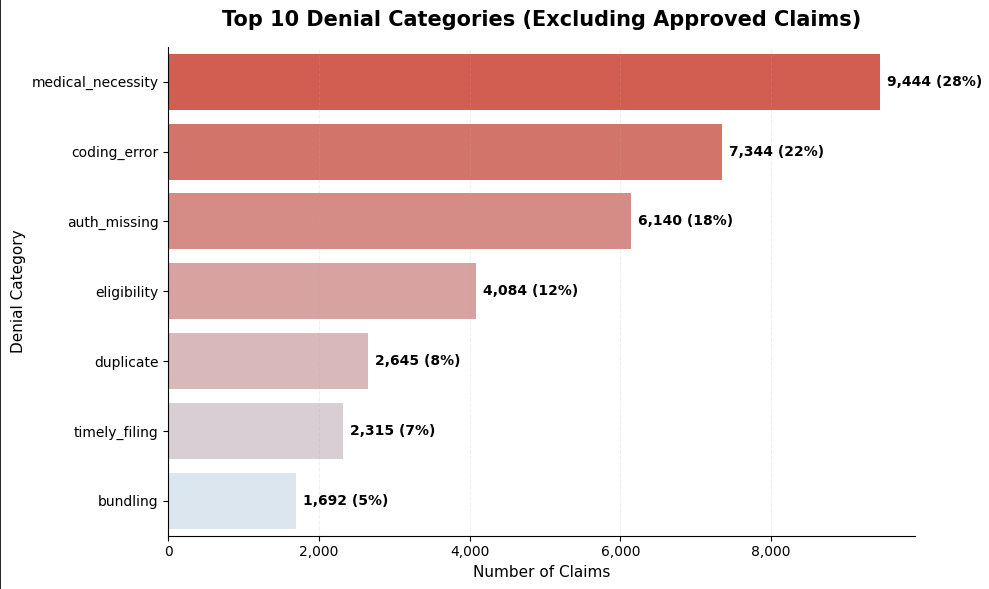 Top 10 Denial Categories (Excluding Approved Claims)
Denial Category
medical_necessity 9,444 (28%)
coding_error 7,344 (22%)
auth_missing 6,140 (18%)
eligibility 4,084 (12%)
duplicate 2,645 (8%)
timely_filing 2,315 (7%)
bundling 1,692 (5%)
0 2,000 4,000 6,000 8,000
Number of Claims